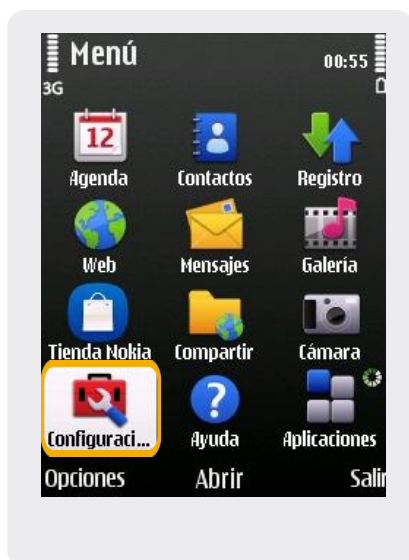 Menú 00:55
3G
12
Agenda Contactos Registro
Web Mensajes Galería
Tienda Nokia Compartir Cámara
Configuraci... Ayuda Aplicaciones
?
Opciones Abrir Salir